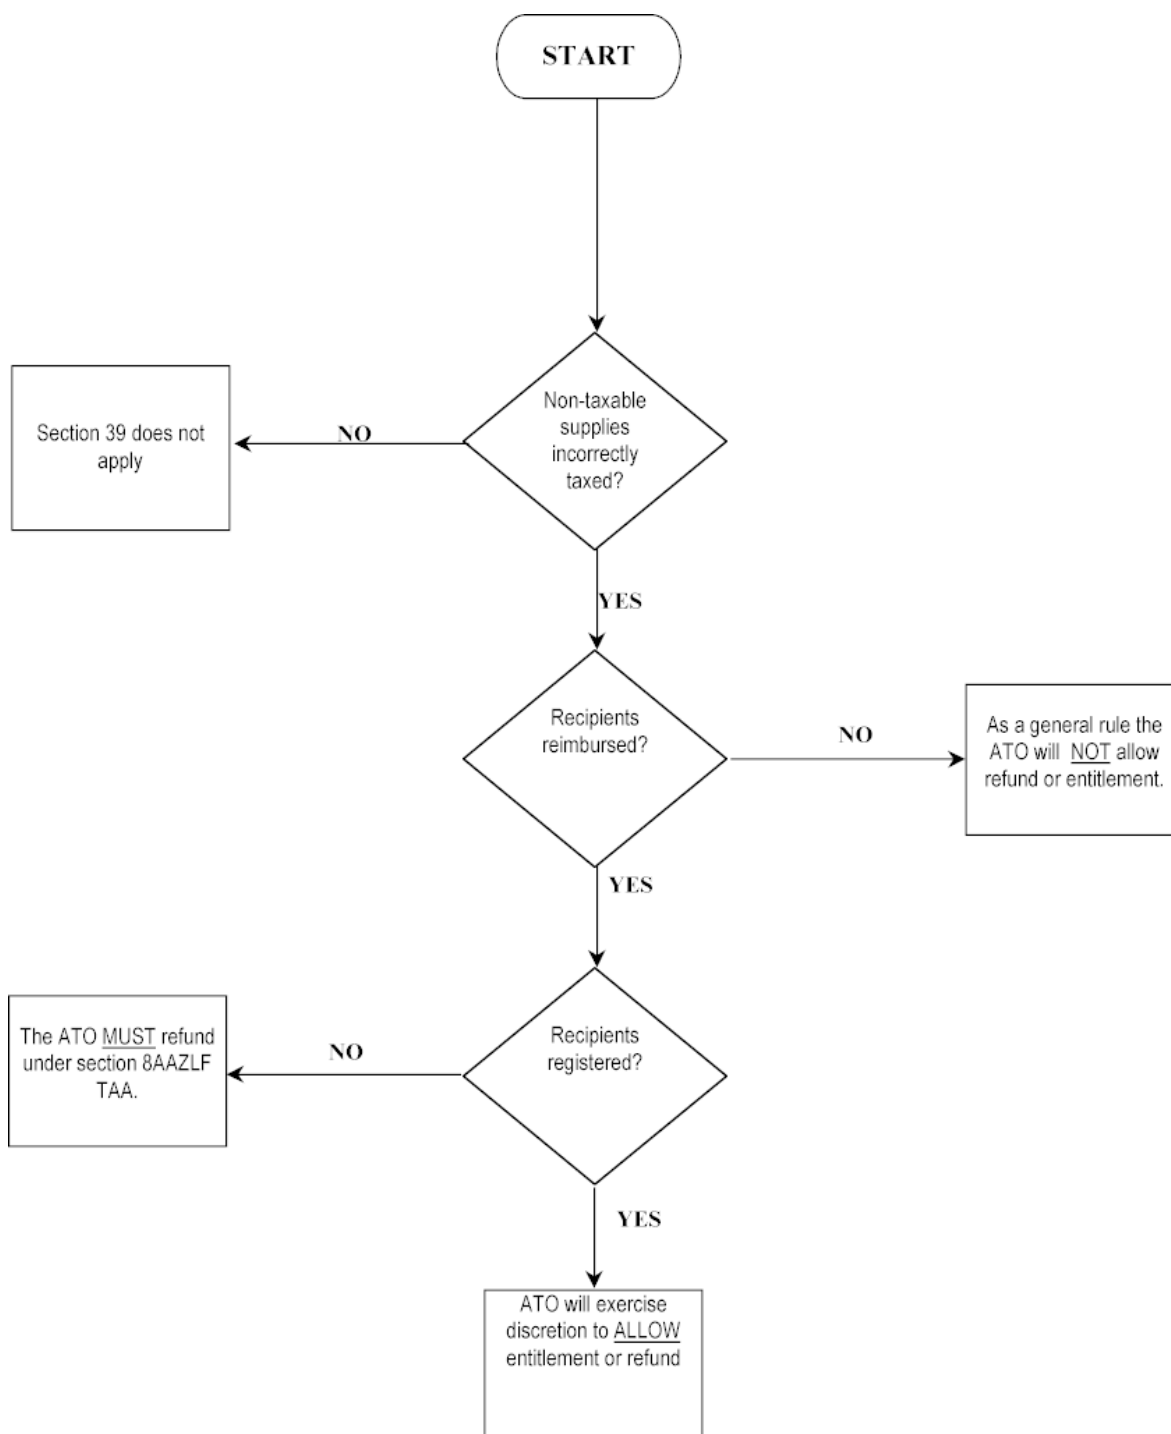 START
Non-taxable
supplies
incorrectly
taxed?
NO
Section 39 does not
apply
YES
Recipients
reimbursed?
NO
As a general rule the
ATO will NOT allow
refund or entitlement.
YES
Recipients
registered?
NO
The ATO MUST refund
under section 8AAZLF
TAA.
YES
ATO will exercise
discretion to ALLOW
entitlement or refund